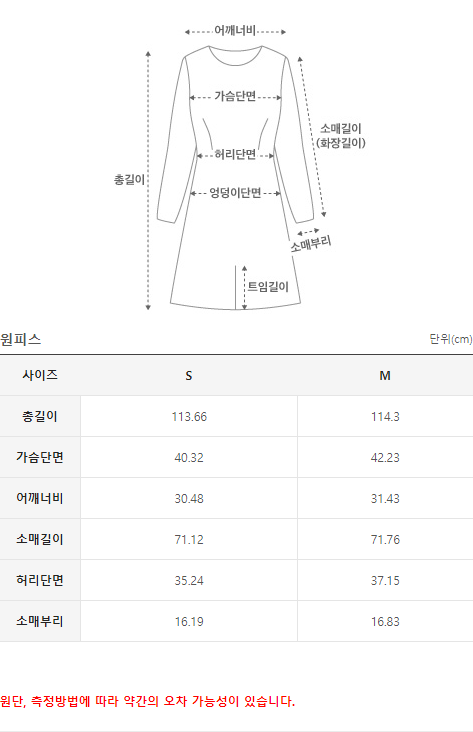 어깨너비
가슴단면
소매길이
(화장길이)
허리단면
총길이
엉덩이단면
소매부리
트임길이
원피스 단위(cm)
사이즈 S M
총길이 113.66 114.3
가슴단면 40.32 42.23
어깨너비 30.48 31.43
소매길이 71.12 71.76
허리단면 35.24 37.15
소매부리 16.19 16.83
원단, 측정방법에 따라 약간의 오차 가능성이 있습니다.